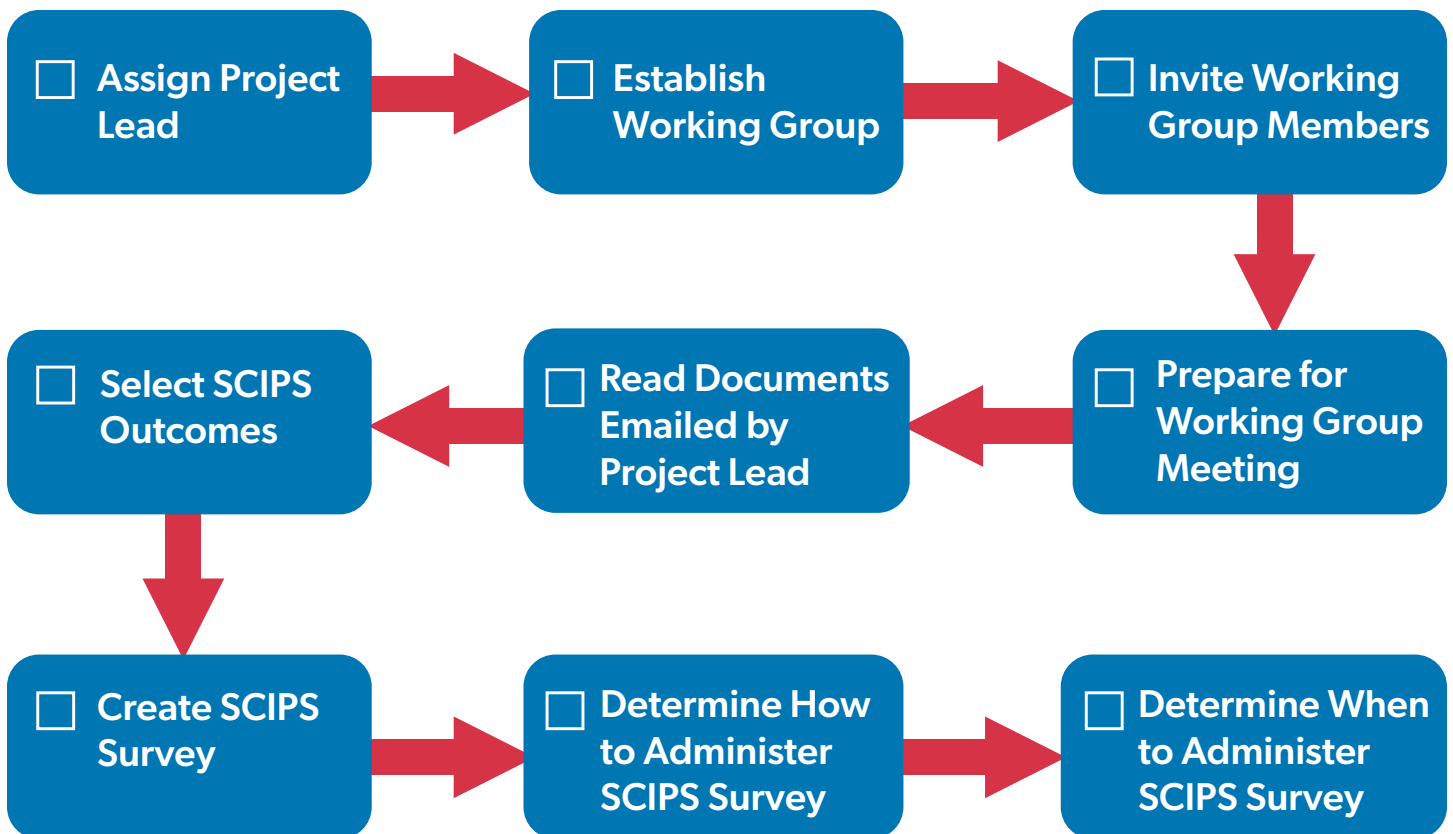 Assign Project
Lead
Establish
Working Group
Invite Working
Group Members
Prepare for
Working Group
Meeting
Read Documents
Emailed by
Project Lead
Select SCIPS
Outcomes
Create SCIPS
Survey
Determine How
to Administer
SCIPS Survey
Determine When
to Administer
SCIPS Survey